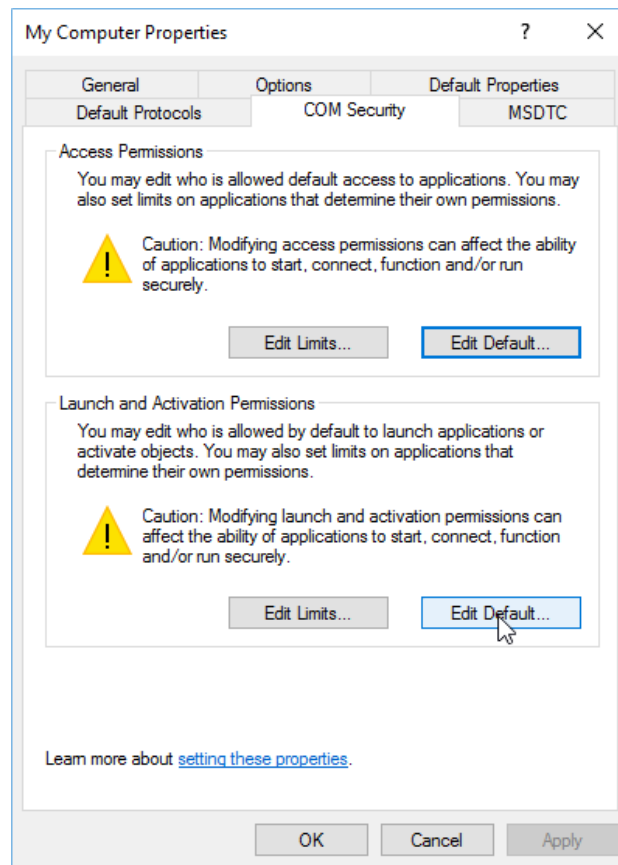 My Computer Properties ?
General Options Default Properties
Default Protocols COM Security MSDTC
Access Permissions
You may edit who is allowed default access to applications. You may
also set limits on applications that determine their own permissions.
Caution: Modifying access permissions can affect the ability
of applications to start, connect, function and/or run
securely.
Edit Limits... Edit Default...
Launch and Activation Permissions
You may edit who is allowed by default to launch applications or
activate objects. You may also set limits on applications that
determine their own permissions.
Caution: Modifying launch and activation permissions can
affect the ability of applications to start, connect, function
and/or run securely.
Edit Limits... Edit Default...
Learn more about setting these properties.
OK Cancel Apply